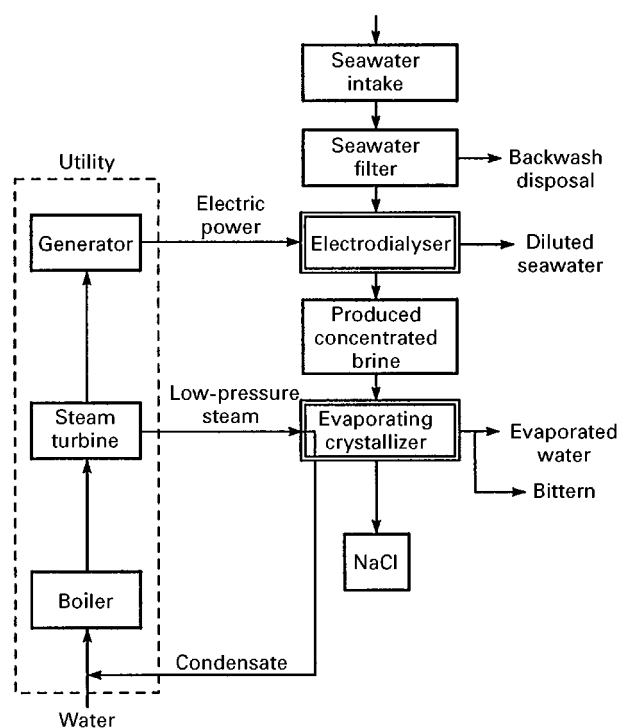 Seawater
intake
Seawater
filter
Backwash
disposal
Utility
Electric
power
Generator
Electrodialyser
Diluted
seawater
Produced
concentrated
brine
Low-pressure
steam
Steam
turbine
Evaporating
crystallizer
Evaporated
water
Bittern
NaCl
Boiler
Condensate
Water